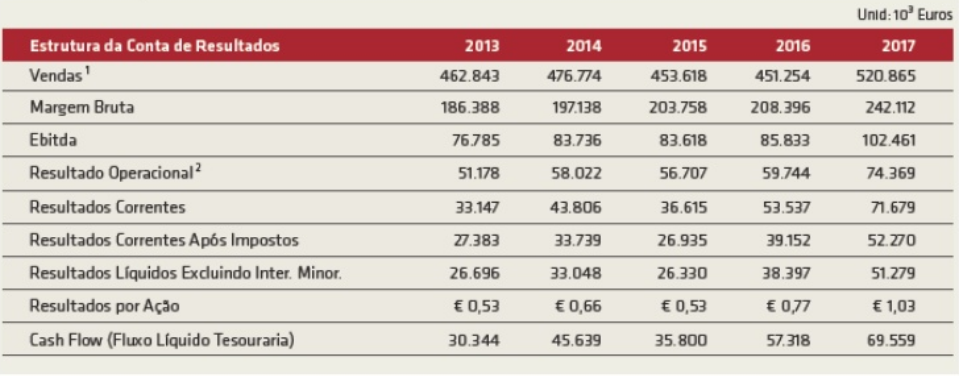 Unid: 10³ Euros
Estrutura da Conta de Resultados 2013 2014 2015 2016 2017
Vendas¹ 462.843 476.774 453.618 451.254 520.865
Margem Bruta 186.388 197.138 203.758 208.396 242.112
Ebitda 76.785 83.736 83.618 85.833 102.461
Resultado Operacional² 51.178 58.022 56.707 59.744 74.369
Resultados Correntes 33.147 43.806 36.615 53.537 71.679
Resultados Correntes Após Impostos 27.383 33.739 26.935 39.152 52.270
Resultados Líquidos Excluindo Inter. Minor. 26.696 33.048 26.330 38.397 51.279
Resultados por Ação € 0,53 € 0,66 € 0,53 € 0,77 € 1,03
Cash Flow (Fluxo Líquido Tesouraria) 30.344 45.639 35.800 57.318 69.559